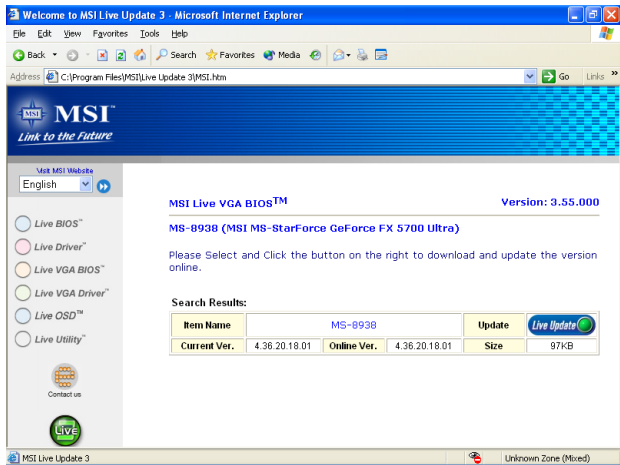 Welcome to MSI Live Update 3 - Microsoft Internet Explorer
File Edit View Favorites Tools Help
Back Search Favorites Media
Address C:\Program Files\MSI\Live Update 3\MSI.htm Go Links »
MSI MSI™
Link to the Future
Visit MSI Website
English
Live BIOS™
Live Driver™
Live VGA BIOS™
Live VGA Driver™
Live OSD™
Live Utility™
Contact us
LIVE
MSI Live VGA BIOS™ Version: 3.55.000
MS-8938 (MSI MS-StarForce GeForce FX 5700 Ultra)
Please Select and Click the button on the right to download and update the version
online.
Search Results:
Item Name MS-8938 Update Live Update
Current Ver. 4.36.20.18.01 Online Ver. 4.36.20.18.01 Size 97KB
MSI Live Update 3 Unknown Zone (Mixed)